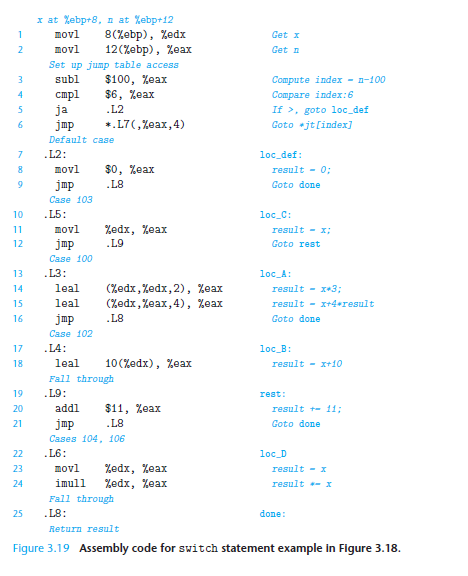 x at %ebp+8, n at %ebp+12
1 movl 8(%ebp), %edx Get x
2 movl 12(%ebp), %eax Get n
Set up jump table access
3 subl $100, %eax Compute index = n-100
4 cmpl $6, %eax Compare index:6
5 ja .L2 If >, goto loc_def
6 jmp *.L7(,%eax,4) Goto *jt[index]
Default case
7 .L2: loc_def:
8 movl $0, %eax result = 0;
9 jmp .L8 Goto done
Case 103
10 .L5: loc_C:
11 movl %edx, %eax result = x;
12 jmp .L9 Goto rest
Case 100
13 .L3: loc_A:
14 leal (%edx,%edx,2), %eax result = x*3;
15 leal (%edx,%eax,4), %eax result = x+4*result
16 jmp .L8 Goto done
Case 102
17 .L4: loc_B:
18 leal 10(%edx), %eax result = x+10
Fall through
19 .L9: rest:
20 addl $11, %eax result += 11;
21 jmp .L8 Goto done
Cases 104, 106
22 .L6: loc_D
23 movl %edx, %eax result = x
24 imull %edx, %eax result *= x
Fall through
25 .L8: done:
Return result
Figure 3.19 Assembly code for switch statement example in Figure 3.18.